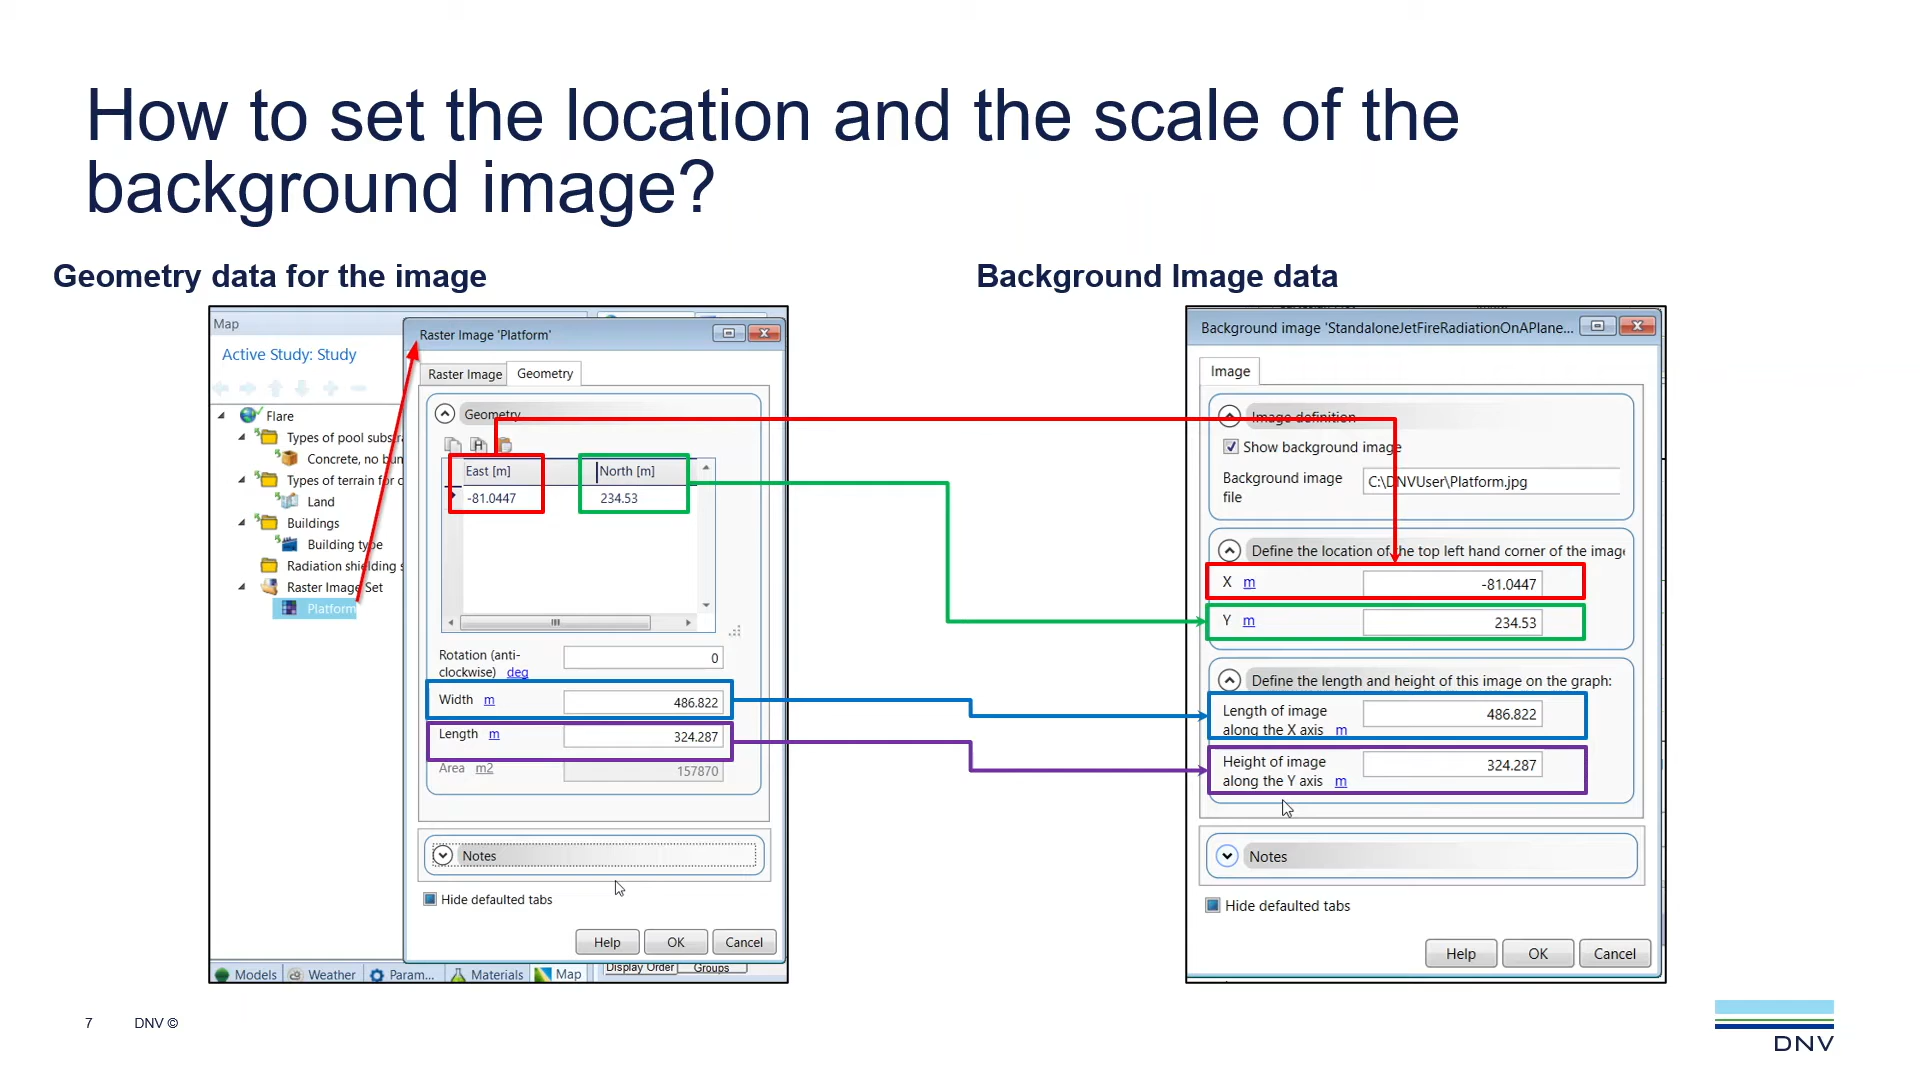 How to set the location and the scale of the
background image?
Geometry data for the image
Background Image data
Map
Active Study: Study
Flare
Types of pool substra
Concrete, no bun
Types of terrain for d
Land
Buildings
Building type
Radiation shielding s
Raster Image Set
Platform
Raster Image 'Platform'
Raster Image
Geometry
Geometry
East [m]
North [m]
-81.0447
234.53
Rotation (anti-
clockwise) deg
0
Width m
486.822
Length m
324.287
Area m2
157870
Notes
Hide defaulted tabs
Help
OK
Cancel
Models
Weather
Param...
Materials
Map
Display Order
Groups
Background image 'StandaloneJetFireRadiationOnAPlane...
Image
Image definition
Show background image
Background image
file
C:\DNVUser\Platform.jpg
Define the location of the top left hand corner of the image
X m
-81.0447
Y m
234.53
Define the length and height of this image on the graph:
Length of image
along the X axis m
486.822
Height of image
along the Y axis m
324.287
Notes
Hide defaulted tabs
Help
OK
Cancel
7
DNV ©
DNV